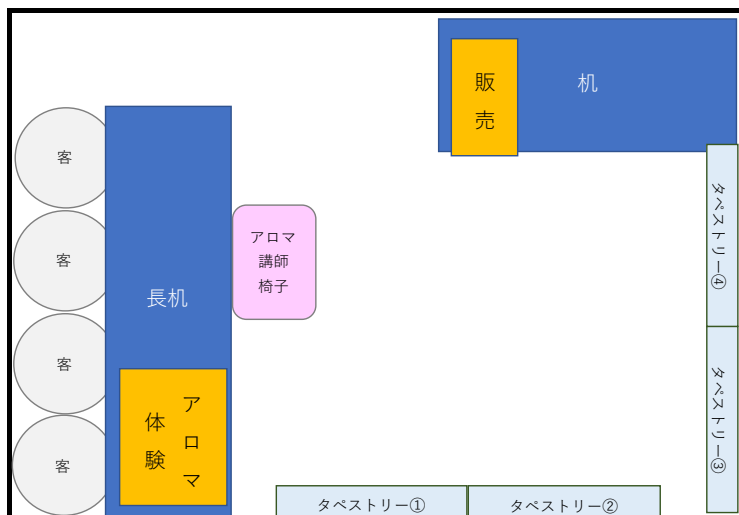 販売
机
客
客
客
客
長机
アロマ
講師
椅子
アロマ
体験
タペストリー④
タペストリー③
タペストリー①
タペストリー②